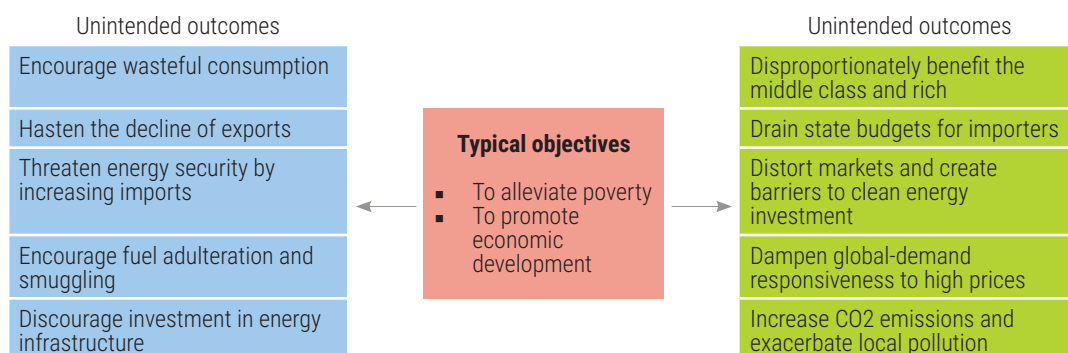 Unintended outcomes
Encourage wasteful consumption
Hasten the decline of exports
Threaten energy security by
increasing imports
Encourage fuel adulteration and
smuggling
Discourage investment in energy
infrastructure
Typical objectives
▪ To alleviate poverty
▪ To promote
economic
development
Unintended outcomes
Disproportionately benefit the
middle class and rich
Drain state budgets for importers
Distort markets and create
barriers to clean energy
investment
Dampen global-demand
responsiveness to high prices
Increase CO2 emissions and
exacerbate local pollution